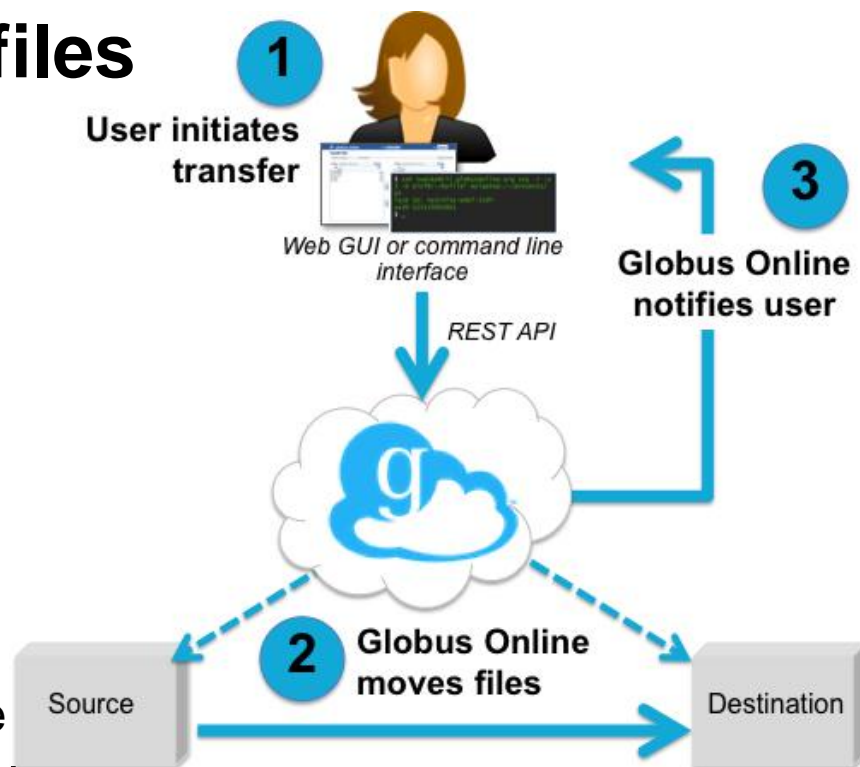 files
1
User initiates
transfer
Web GUI or command line
interface
REST API
3
Globus Online
notifies user
g
2
Globus Online
moves files
Source
Destination
e